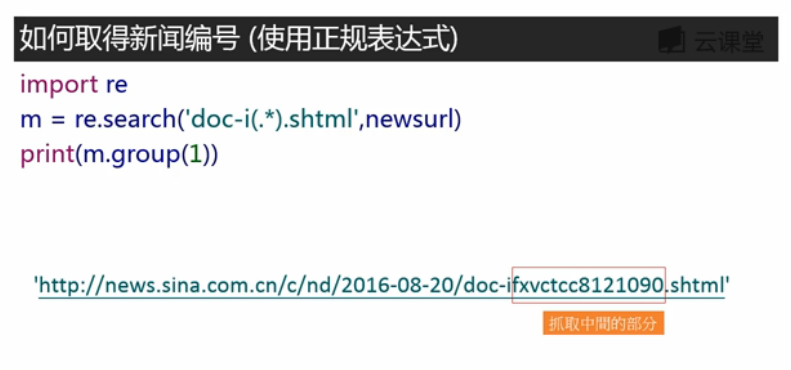 如何取得新闻编号 (使用正规表达式)
云课堂
import re
m = re.search('doc-i(.*).shtml',newsurl)
print(m.group(1))
'http://news.sina.com.cn/c/nd/2016-08-20/doc-ifxvctcc8121090.shtml'
抓取中間的部分